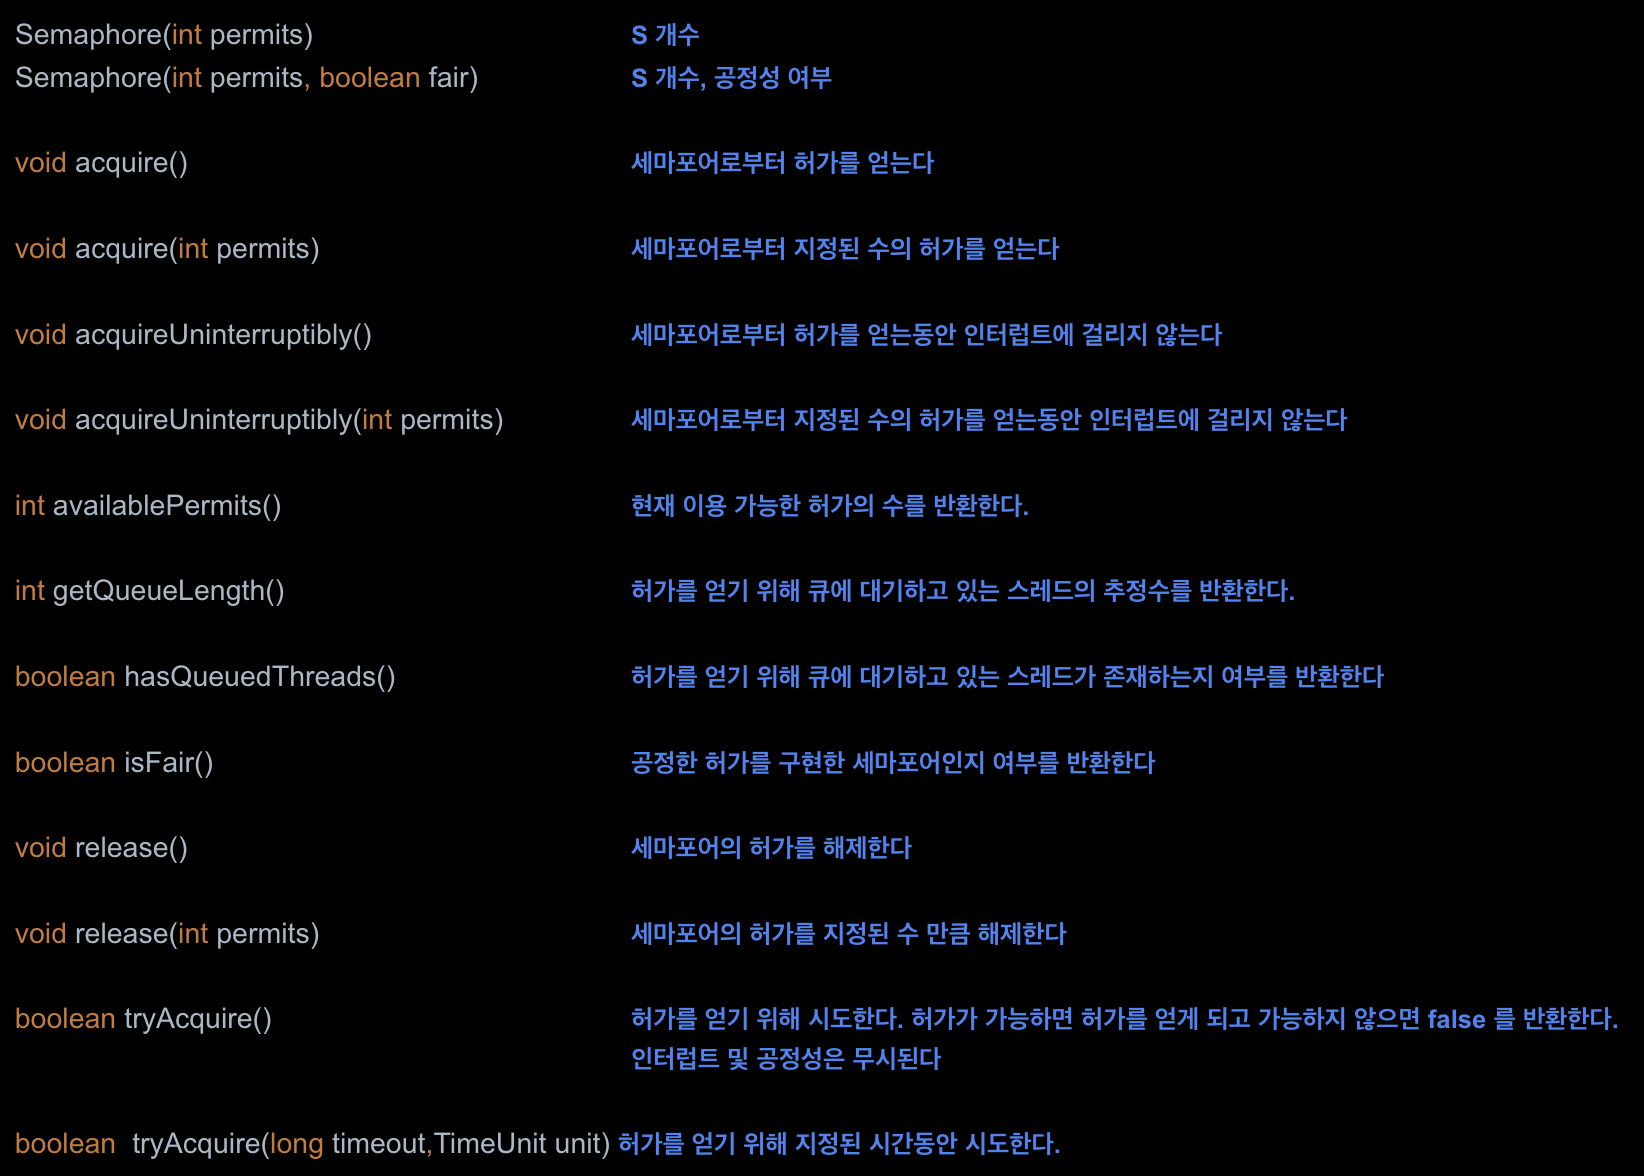 Semaphore(int permits) S 개수
Semaphore(int permits, boolean fair) S 개수, 공정성 여부
void acquire() 세마포어로부터 허가를 얻는다
void acquire(int permits) 세마포어로부터 지정된 수의 허가를 얻는다
void acquireUninterruptibly() 세마포어로부터 허가를 얻는동안 인터럽트에 걸리지 않는다
void acquireUninterruptibly(int permits) 세마포어로부터 지정된 수의 허가를 얻는동안 인터럽트에 걸리지 않는다
int availablePermits() 현재 이용 가능한 허가의 수를 반환한다.
int getQueueLength() 허가를 얻기 위해 큐에 대기하고 있는 스레드의 추정수를 반환한다.
boolean hasQueuedThreads() 허가를 얻기 위해 큐에 대기하고 있는 스레드가 존재하는지 여부를 반환한다
boolean isFair() 공정한 허가를 구현한 세마포어인지 여부를 반환한다
void release() 세마포어의 허가를 해제한다
void release(int permits) 세마포어의 허가를 지정된 수 만큼 해제한다
boolean tryAcquire() 허가를 얻기 위해 시도한다. 허가가 가능하면 허가를 얻게 되고 가능하지 않으면 false 를 반환한다.
인터럽트 및 공정성은 무시된다
boolean tryAcquire(long timeout,TimeUnit unit) 허가를 얻기 위해 지정된 시간동안 시도한다.